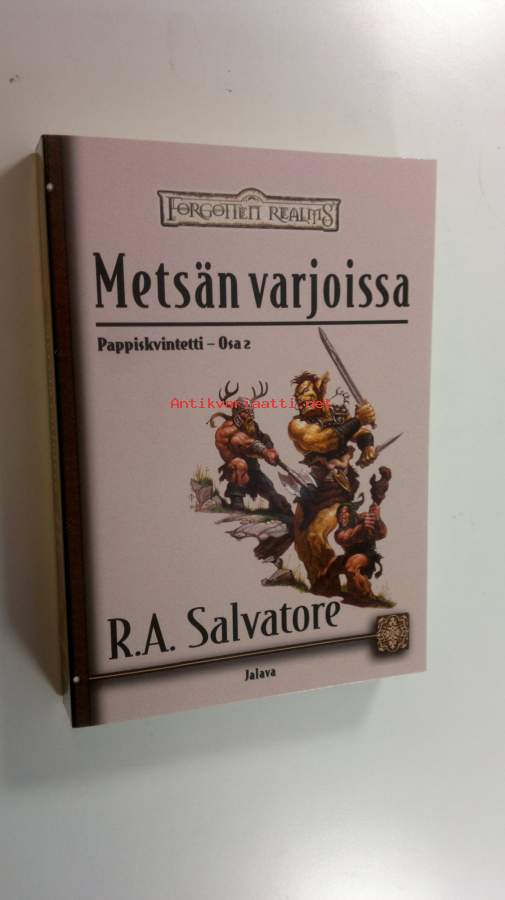 FORGOTTEN REALMS
Metsän varjoissa
Pappiskvintetti – Osa 2
Antikvariaatti.net
R.A. Salvatore
Jalava